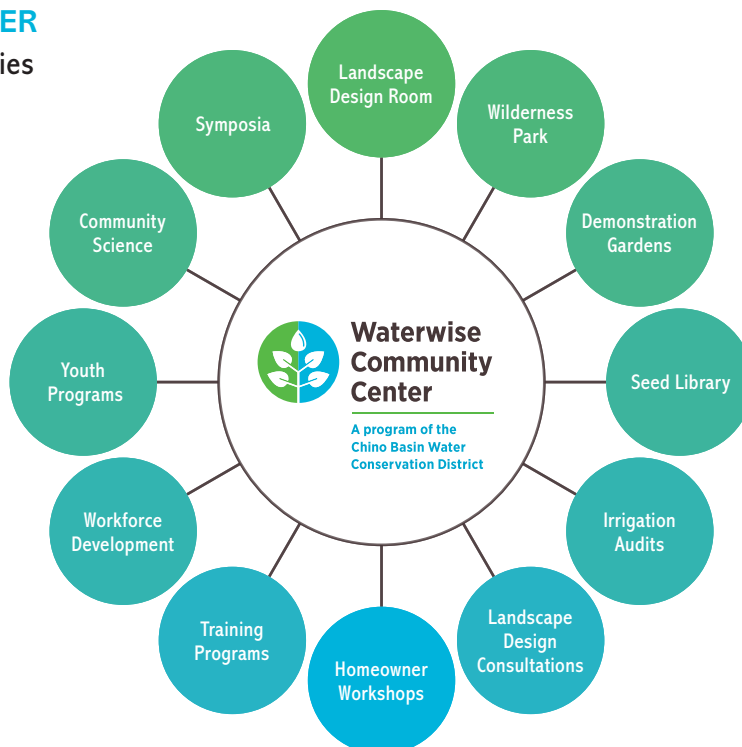 ER
ies
Landscape
Design Room
Wilderness
Park
Demonstration
Gardens
Seed Library
Irrigation
Audits
Landscape
Design
Consultations
Homeowner
Workshops
Training
Programs
Workforce
Development
Youth
Programs
Community
Science
Symposia
Waterwise
Community
Center
A program of the
Chino Basin Water
Conservation District